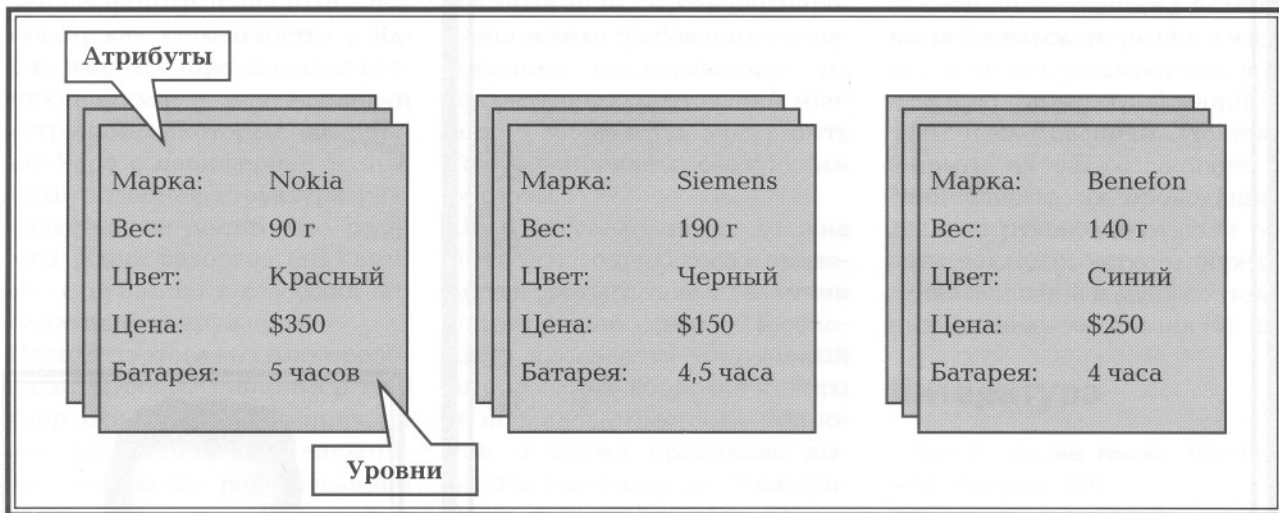 Атрибуты
Марка: Nokia
Вес: 90 г
Цвет: Красный
Цена: $350
Батарея: 5 часов
Уровни
Марка: Siemens
Вес: 190 г
Цвет: Черный
Цена: $150
Батарея: 4,5 часа
Марка: Benefon
Вес: 140 г
Цвет: Синий
Цена: $250
Батарея: 4 часа